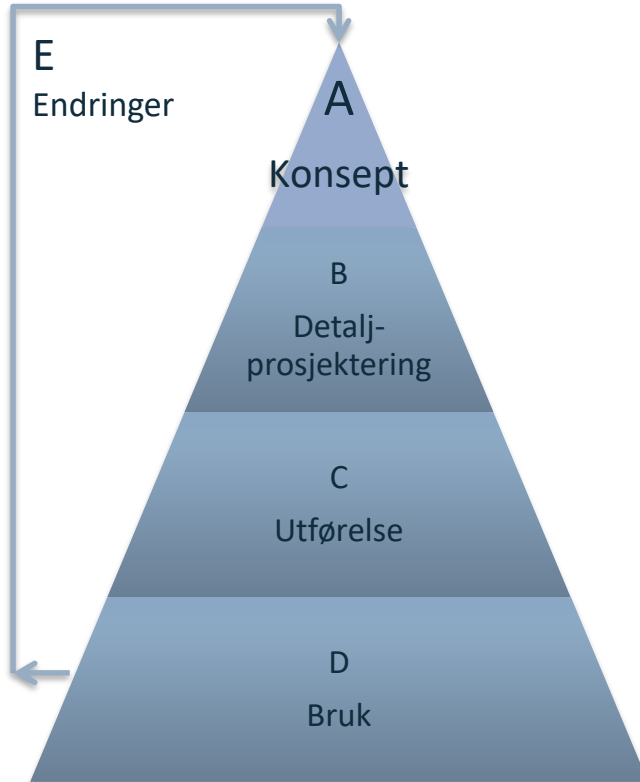 E
Endringer
A
Konsept
B
Detalj-
prosjektering
C
Utførelse
D
Bruk